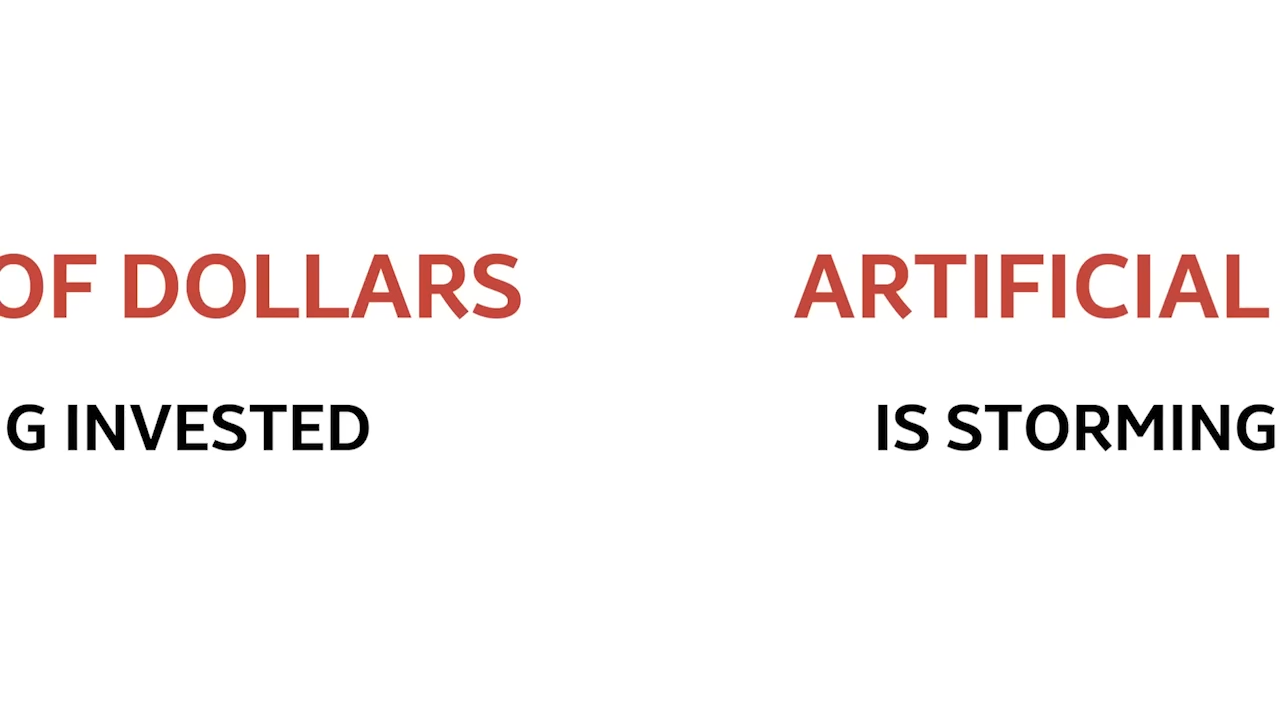 OF DOLLARS
G INVESTED
ARTIFICIAL
IS STORMING